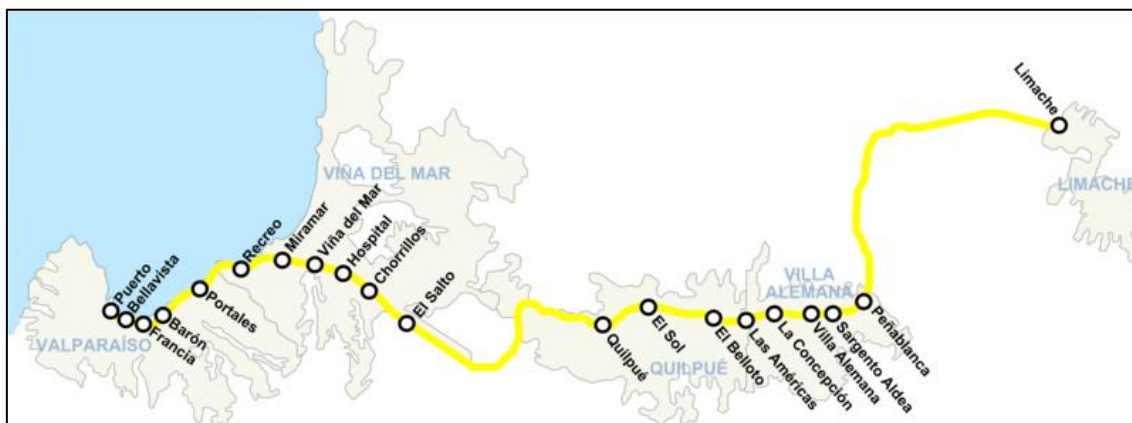 Puerto
Bellavista
Francia
Barón
Portales
Recreo
Miramar
Viña del Mar
Hospital
Chorrillos
El Salto
Quilpué
El Sol
El Belloto
Las Américas
La Concepción
Villa Alemana
Sargento Aldea
Peñablanca
Limache
VALPARAÍSO
VIÑA DEL MAR
QUILPUÉ
VILLA
ALEMANA
LIMACHE